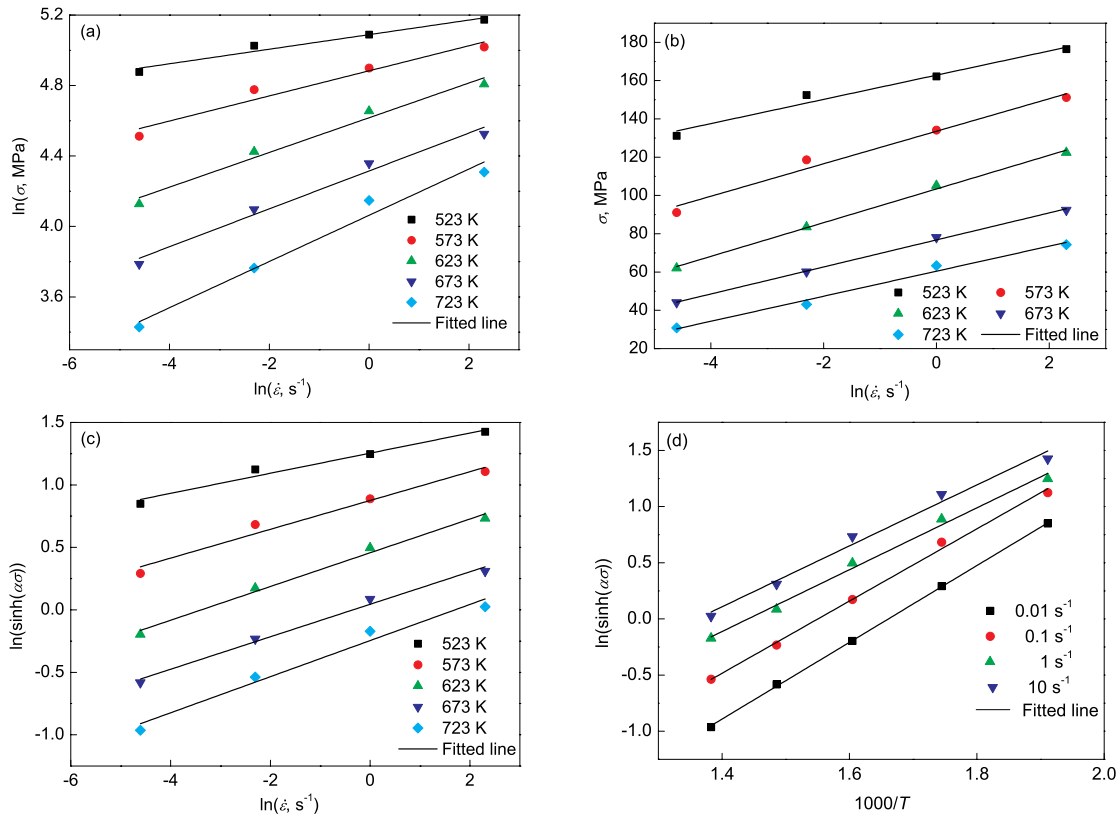 (a)
5.2
4.8
4.4
4.0
3.6
ln(σ, MPa)
523 K
573 K
623 K
673 K
723 K
Fitted line
-6 -4 -2 0 2
ln(ε̇, s⁻¹)
(b)
180
160
140
120
100
80
60
40
20
σ, MPa
523 K 573 K
623 K 673 K
723 K Fitted line
-4 -2 0 2
ln(ε̇, s⁻¹)
(c)
1.5
1.0
0.5
0.0
-0.5
-1.0
ln(sinh(ασ))
523 K
573 K
623 K
673 K
723 K
Fitted line
-6 -4 -2 0 2
ln(ε̇, s⁻¹)
(d)
1.5
1.0
0.5
0.0
-0.5
-1.0
ln(sinh(ασ))
0.01 s⁻¹
0.1 s⁻¹
1 s⁻¹
10 s⁻¹
Fitted line
1.4 1.6 1.8 2.0
1000/T